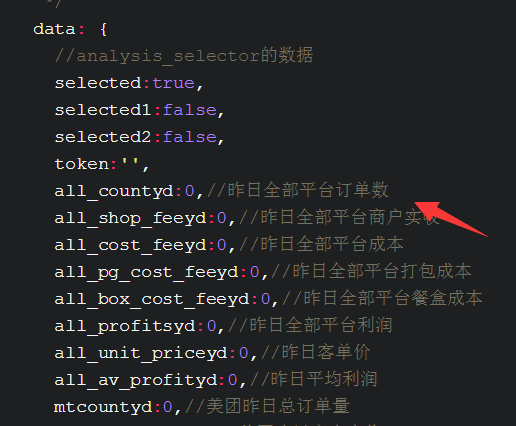 */
data: {
//analysis_selector的数据
selected:true,
selected1:false,
selected2:false,
token:'',
all_countyd:0,//昨日全部平台订单数
all_shop_feeyd:0,//昨日全部平台商户实收
all_cost_feeyd:0,//昨日全部平台成本
all_pg_cost_feeyd:0,//昨日全部平台打包成本
all_box_cost_feeyd:0,//昨日全部平台餐盒成本
all_profitsyd:0,//昨日全部平台利润
all_unit_priceyd:0,//昨日客单价
all_av_profityd:0,//昨日平均利润
mtcountyd:0,//美团昨日总订单量